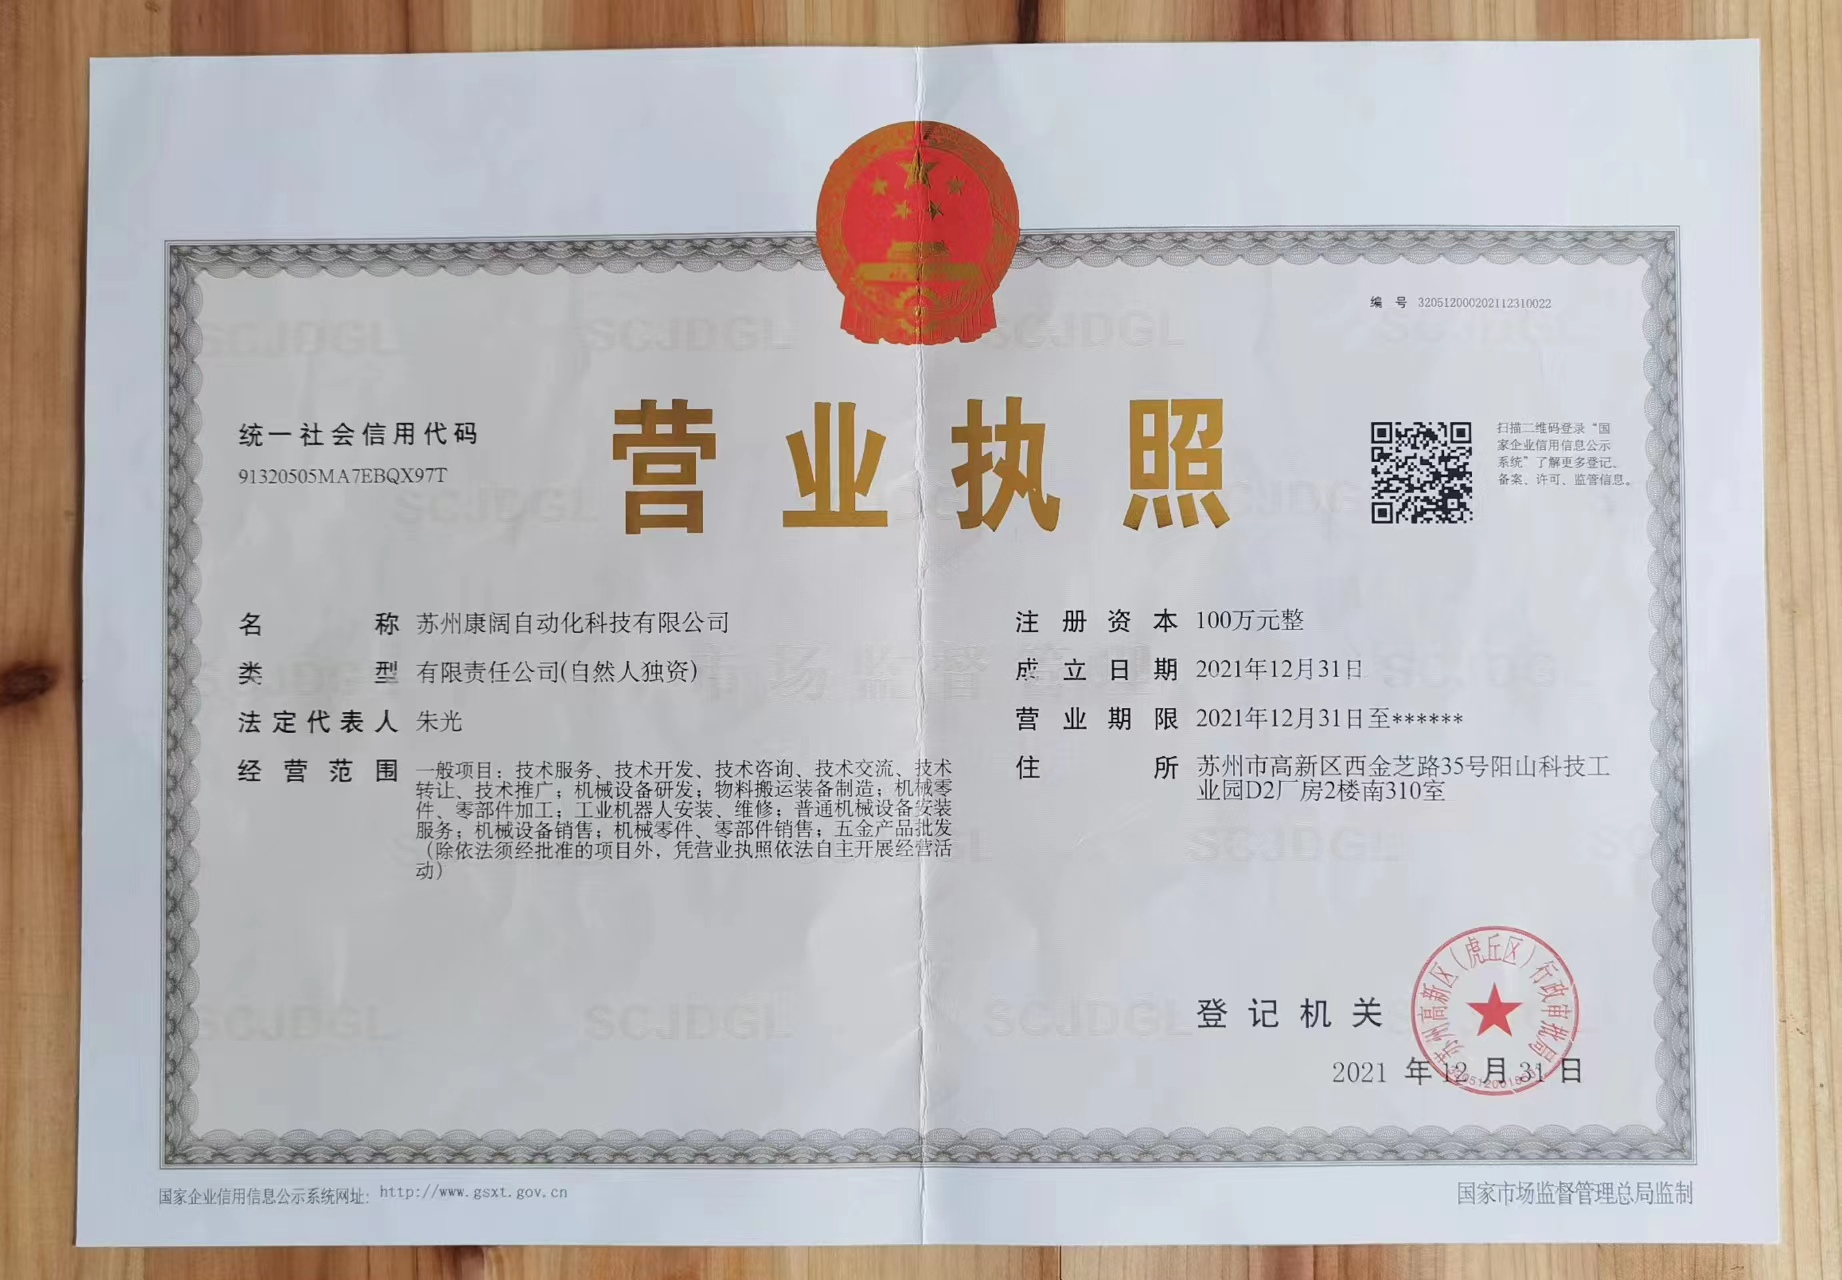 编 号 320512000202112310022
统一社会信用代码
91320505MA7EBQX97T
营业执照
扫描二维码登录“国
家企业信用信息公示
系统”了解更多登记、
备案、许可、监管信息。
名 称 苏州康阔自动化科技有限公司
类 型 有限责任公司(自然人独资)
法定代表人 朱光
经营范围 一般项目：技术服务、技术开发、技术咨询、技术交流、技术
转让、技术推广；机械设备研发；物料搬运装备制造；机械零
件、零部件加工；工业机器人安装、维修；普通机械设备安装
服务；机械设备销售；机械零件、零部件销售；五金产品批发
（除依法须经批准的项目外，凭营业执照依法自主开展经营活
动）
注册资本 100万元整
成立日期 2021年12月31日
营业期限 2021年12月31日至******
住 所 苏州市高新区西金芝路35号阳山科技工
业园D2厂房2楼南310室
市场监督管理
SCJDGL
登记机关
苏州高新区（虎丘区）行政审批局
2021 年 12 月 31 日
国家企业信用信息公示系统网址：http://www.gsxt.gov.cn
国家市场监督管理总局监制